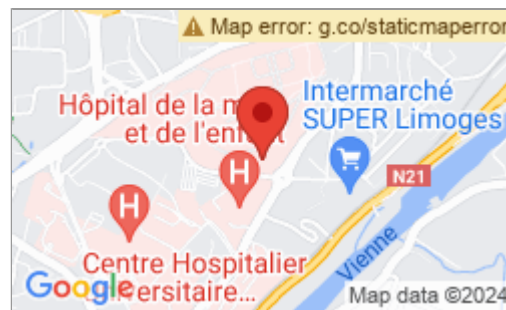 Map error: g.co/staticmaperror
Hôpital de la m
et de l'enf t
Intermarché
SUPER Limoges
H
H
N21
Vienne
Centre Hospitalier
iversitaire...
Google
Map data ©2024